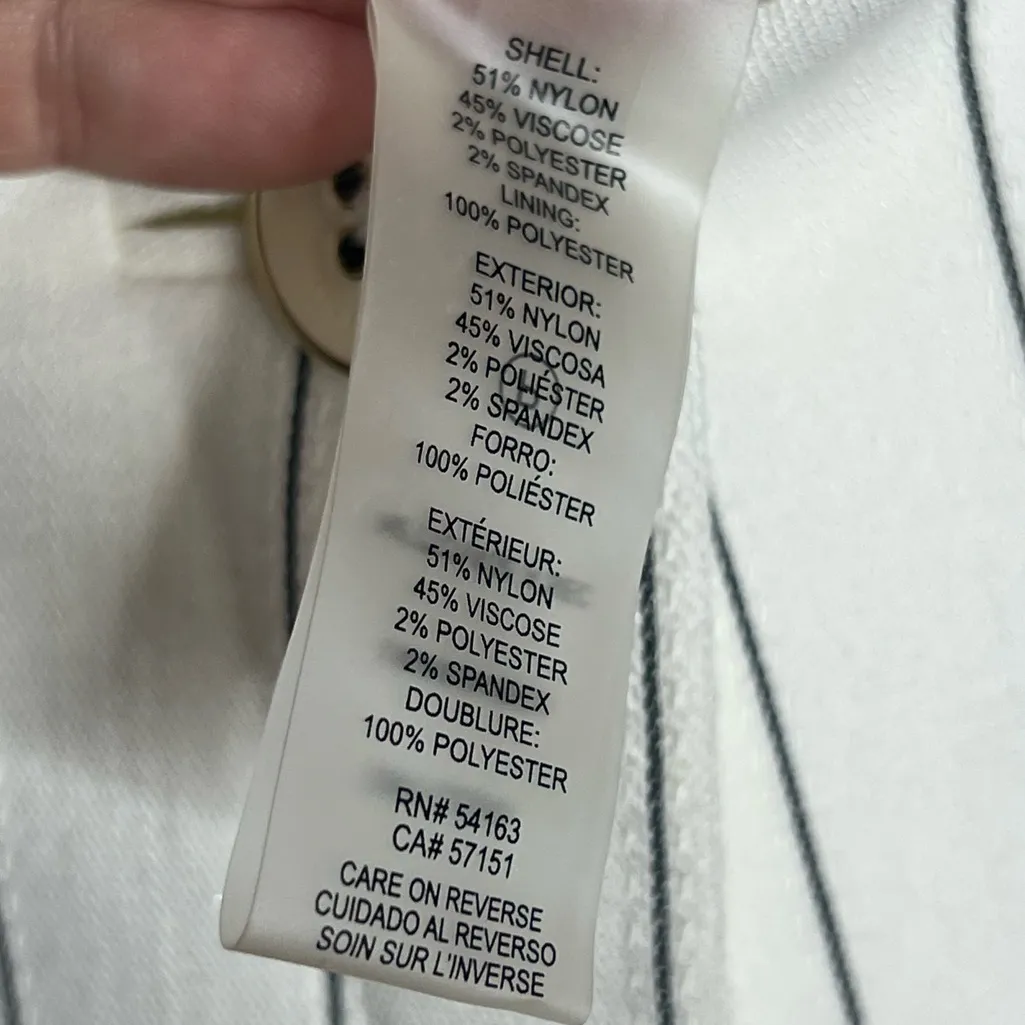 SHELL:
51% NYLON
45% VISCOSE
2% POLYESTER
2% SPANDEX
LINING:
100% POLYESTER
EXTERIOR:
51% NYLON
45% VISCOSA
2% POLIÉSTER
2% SPANDEX
FORRO:
100% POLIÉSTER
EXTÉRIEUR:
51% NYLON
45% VISCOSE
2% POLYESTER
2% SPANDEX
DOUBLURE:
100% POLYESTER
RN# 54163
CA# 57151
CARE ON REVERSE
CUIDADO AL REVERSO
SOIN SUR L'INVERSE